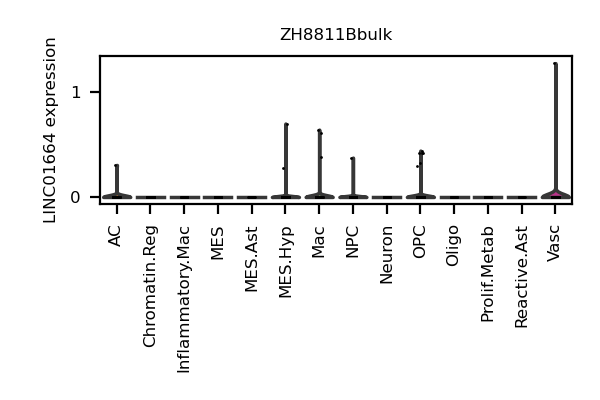 ZH8811Bbulk
LINC01664 expression
1
0
AC
Chromatin.Reg
Inflammatory.Mac
MES
MES.Ast
MES.Hyp
Mac
NPC
Neuron
OPC
Oligo
Prolif.Metab
Reactive.Ast
Vasc